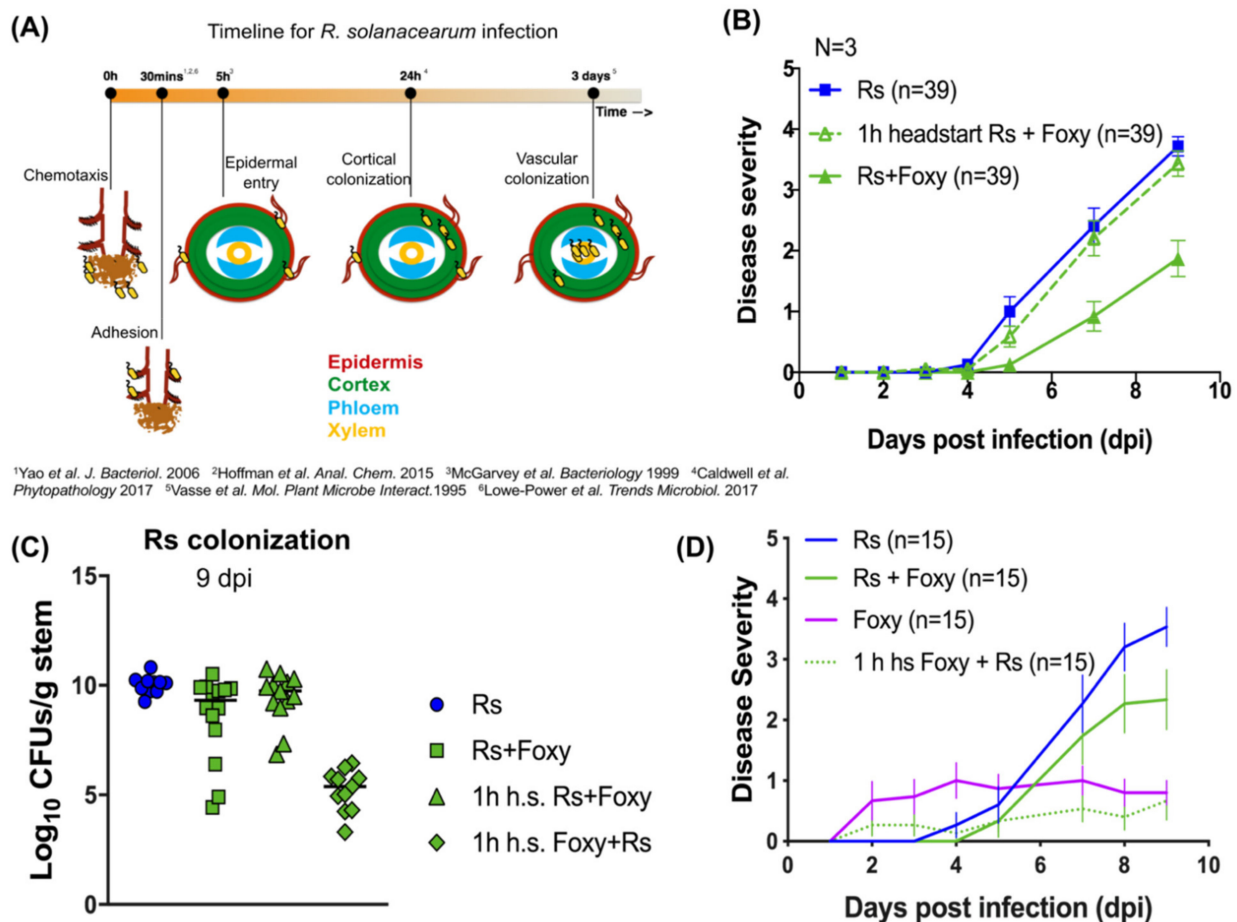 (A)
Timeline for R. solanacearum infection
0h 30mins1,2,6 5h3 24h 4 3 days 5
Time -->
Chemotaxis
Epidermal
entry
Cortical
colonization
Vascular
colonization
Adhesion
Epidermis
Cortex
Phloem
Xylem
1Yao et al. J. Bacteriol. 2006 2Hoffman et al. Anal. Chem. 2015 3McGarvey et al. Bacteriology 1999 4Caldwell et al.
Phytopathology 2017 5Vasse et al. Mol. Plant Microbe Interact.1995 6Lowe-Power et al. Trends Microbiol. 2017
(B)
N=3
Rs (n=39)
1h headstart Rs + Foxy (n=39)
Rs+Foxy (n=39)
Disease severity
5
4
3
2
1
0
0 2 4 6 8 10
Days post infection (dpi)
(C)
Rs colonization
9 dpi
Log10 CFUs/g stem
15
10
5
0
Rs
Rs+Foxy
1h h.s. Rs+Foxy
1h h.s. Foxy+Rs
(D)
Rs (n=15)
Rs + Foxy (n=15)
Foxy (n=15)
1 h hs Foxy + Rs (n=15)
Disease Severity
5
4
3
2
1
0
0 2 4 6 8 10
Days post infection (dpi)